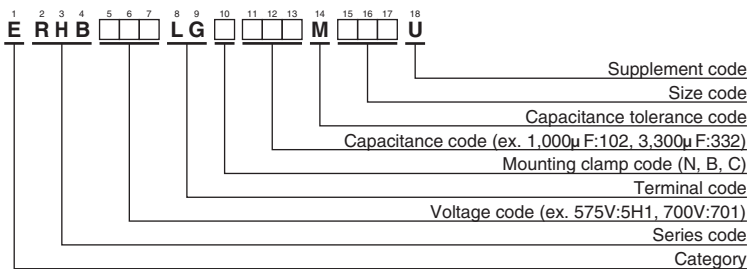 1 2 3 4 5 6 7 8 9 10 11 12 13 14 15 16 17 18
E R H B □□□ L G □ □□□ M □□□ U
Supplement code
Size code
Capacitance tolerance code
Capacitance code (ex. 1,000μF:102, 3,300μF:332)
Mounting clamp code (N, B, C)
Terminal code
Voltage code (ex. 575V:5H1, 700V:701)
Series code
Category